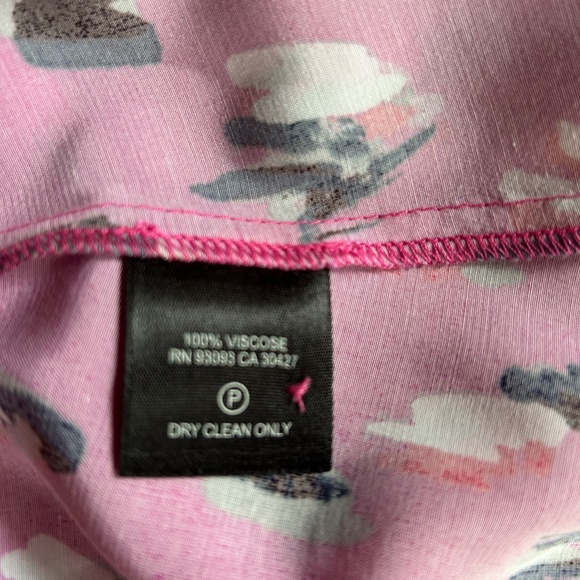 100% VISCOSE
RN 93093 CA 30427
P
DRY CLEAN ONLY